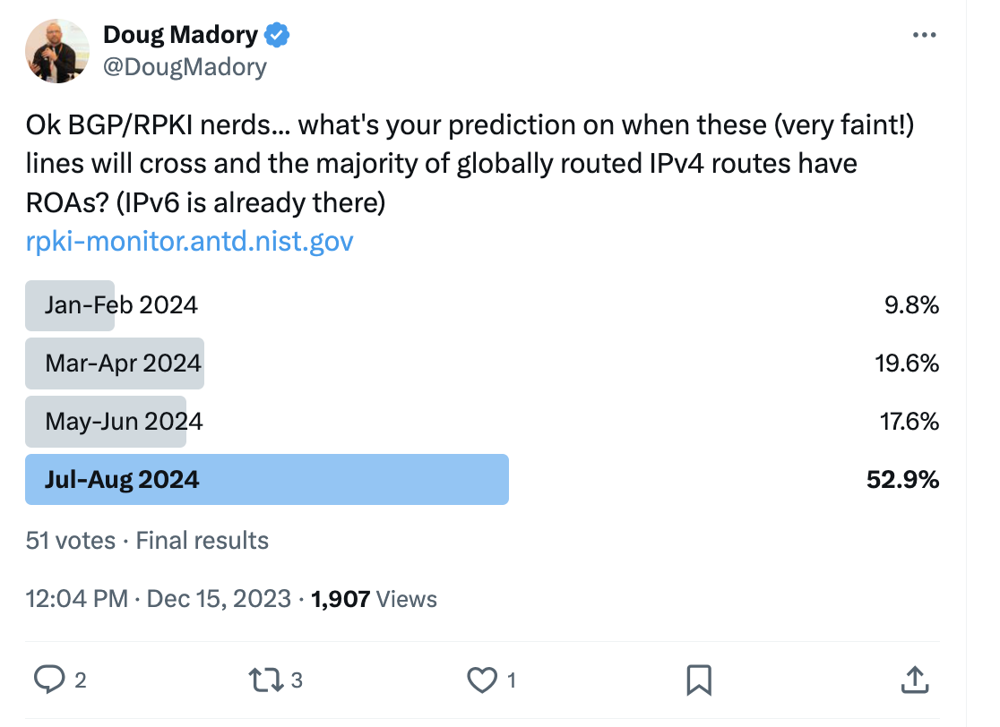 Doug Madory
@DougMadory
Ok BGP/RPKI nerds... what's your prediction on when these (very faint!)
lines will cross and the majority of globally routed IPv4 routes have
ROAs? (IPv6 is already there)
rpki-monitor.antd.nist.gov
Jan-Feb 2024 9.8%
Mar-Apr 2024 19.6%
May-Jun 2024 17.6%
Jul-Aug 2024 52.9%
51 votes · Final results
12:04 PM · Dec 15, 2023 · 1,907 Views
2 3 1